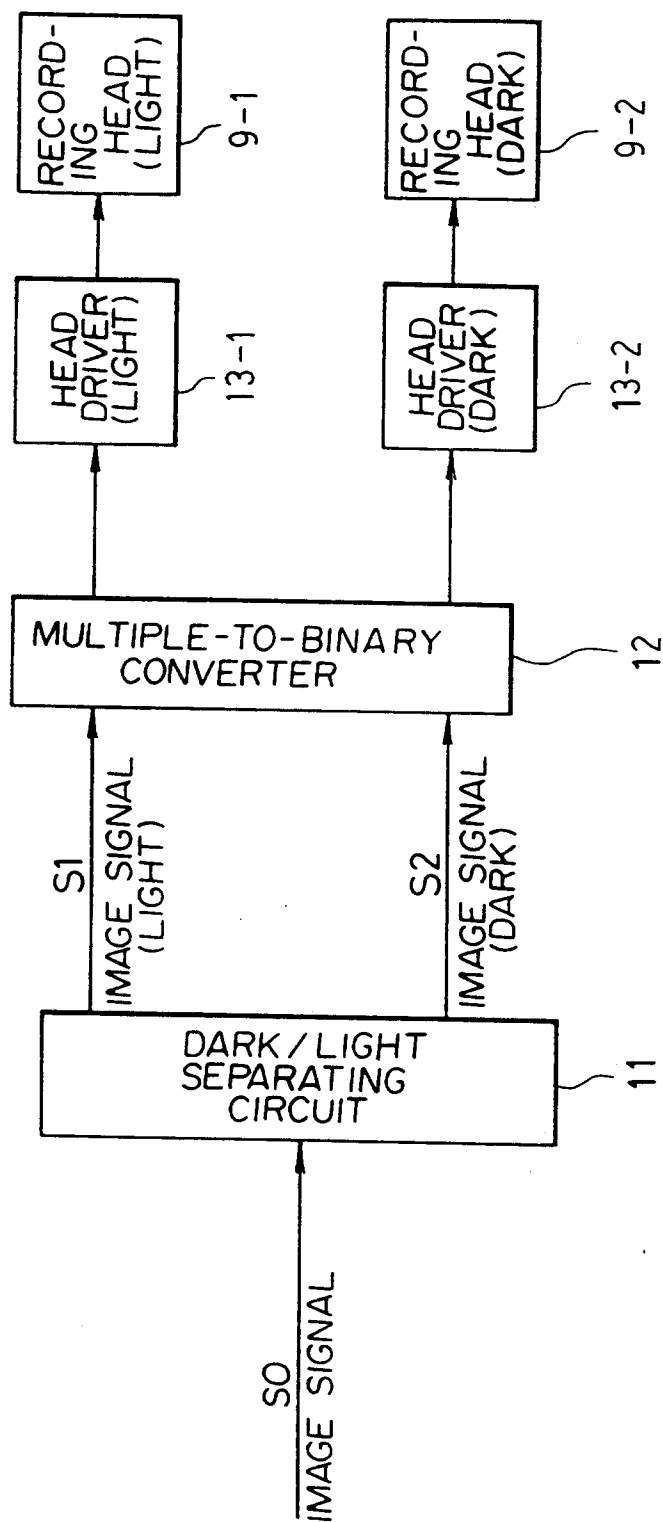 S0
IMAGE SIGNAL
DARK/LIGHT
SEPARATING
CIRCUIT
11
S1
IMAGE SIGNAL
(LIGHT)
S2
IMAGE SIGNAL
(DARK)
MULTIPLE-TO-BINARY
CONVERTER
12
HEAD
DRIVER
(LIGHT)
13-1
HEAD
DRIVER
(DARK)
13-2
RECORD-
ING
HEAD
(LIGHT)
9-1
RECORD-
ING
HEAD
(DARK)
9-2